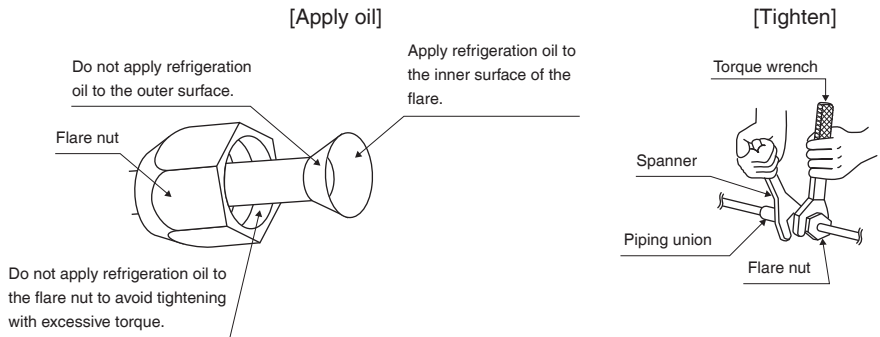 [Apply oil]
Do not apply refrigeration
oil to the outer surface.
Apply refrigeration oil to
the inner surface of the
flare.
Flare nut
Do not apply refrigeration oil to
the flare nut to avoid tightening
with excessive torque.
[Tighten]
Torque wrench
Spanner
Piping union
Flare nut